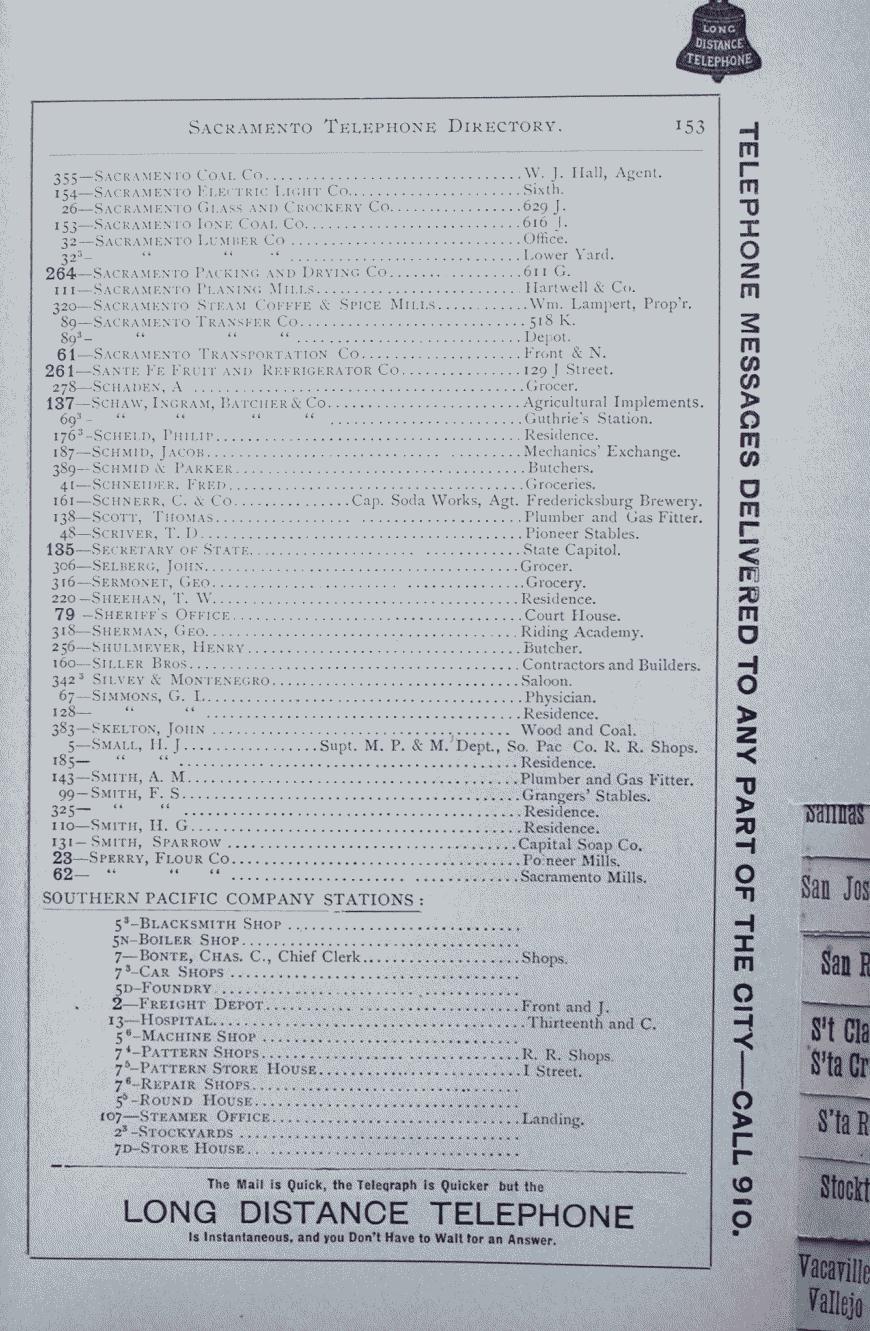 LONG
DISTANCE
TELEPHONE
SACRAMENTO TELEPHONE DIRECTORY. 153
355—SACRAMENTO COAL CO..............................W. J. Hall, Agent.
154—SACRAMENTO ELECTRIC LIGHT CO....................Sixth.
26—SACRAMENTO GLASS AND CROCKERY CO...............629 J.
153—SACRAMENTO IONE COAL CO.........................616 J.
32—SACRAMENTO LUMBER CO ..........................Office.
32³– “ “ “ ..........................Lower Yard.
264—SACRAMENTO PACKING AND DRYING CO....... .........611 G.
111—SACRAMENTO PLANING MILLS........................Hartwell & Co.
320—SACRAMENTO STEAM COFFFE & SPICE MILLS..........Wm. Lampert, Prop'r.
89—SACRAMENTO TRANSFER CO..........................518 K.
89³– “ “ “ ..........................Depot.
61—SACRAMENTO TRANSPORTATION CO...................Front & N.
261—SANTE FE FRUIT AND REFRIGERATOR CO.............129 J Street.
278—SCHADEN, A .....................................Grocer.
137—SCHAW, INGRAM, BATCHER & CO.....................Agricultural Implements.
69³– “ “ “ “ .....................Guthrie's Station.
176³–SCHELD, PHILIP..................................Residence.
187—SCHMID, JACOB...................................Mechanics' Exchange.
389—SCHMID & PARKER.................................Butchers.
41—SCHNEIDER. FRED.................................Groceries.
161—SCHNERR, C. & CO.............Cap. Soda Works, Agt. Fredericksburg Brewery.
138—SCOTT, THOMAS...................................Plumber and Gas Fitter.
48—SCRIVER, T. D...................................Pioneer Stables.
135—SECRETARY OF STATE..............................State Capitol.
306—SELBERG, JOHN...................................Grocer.
316—SERMONET, GEO...................................Grocery.
220—SHEEHAN, T. W...................................Residence.
79 –SHERIFF'S OFFICE................................Court House.
318—SHERMAN, GEO....................................Riding Academy.
256—SHULMEYER, HENRY................................Butcher.
160—SILLER BROS.....................................Contractors and Builders.
342³ SILVEY & MONTENEGRO.............................Saloon.
67—SIMMONS, G. L...................................Physician.
128— “ “ ...................................Residence.
383—SKELTON, JOHN ................................. Wood and Coal.
5—SMALL, H. J..................Supt. M. P. & M. Dept., So. Pac Co. R. R. Shops.
185— “ “ .....................................Residence.
143—SMITH, A. M.....................................Plumber and Gas Fitter.
99—SMITH, F. S.....................................Grangers' Stables.
325— “ “ .....................................Residence.
110—SMITH, H. G.....................................Residence.
131— SMITH, SPARROW ................................Capital Soap Co.
23—SPERRY, FLOUR CO................................Po neer Mills.
62— “ “ “ ................................Sacramento Mills.
SOUTHERN PACIFIC COMPANY STATIONS :
5³–BLACKSMITH SHOP ..............................
5N–BOILER SHOP...................................
7—BONTE, CHAS. C., Chief Clerk....................Shops.
7³–CAR SHOPS ....................................
5D–FOUNDRY ......................................
2—FREIGHT DEPOT..................................Front and J.
13—HOSPITAL.......................................Thirteenth and C.
5⁶–MACHINE SHOP .................................
7⁴–PATTERN SHOPS..................................R. R. Shops.
7⁵–PATTERN STORE HOUSE............................I Street.
7⁶–REPAIR SHOPS..................................
5⁵–ROUND HOUSE...................................
107—STEAMER OFFICE.................................Landing.
2³–STOCKYARDS ...................................
7D–STORE HOUSE...................................
The Mail is Quick, the Telegraph is Quicker but the
LONG DISTANCE TELEPHONE
Is Instantaneous, and you Don't Have to Wait for an Answer.
TELEPHONE MESSAGES DELIVERED TO ANY PART OF THE CITY—CALL 910.
Salinas
San Jos
San R
S't Cla
S'ta Cr
S'ta R
Stockt
Vacaville
Vallejo